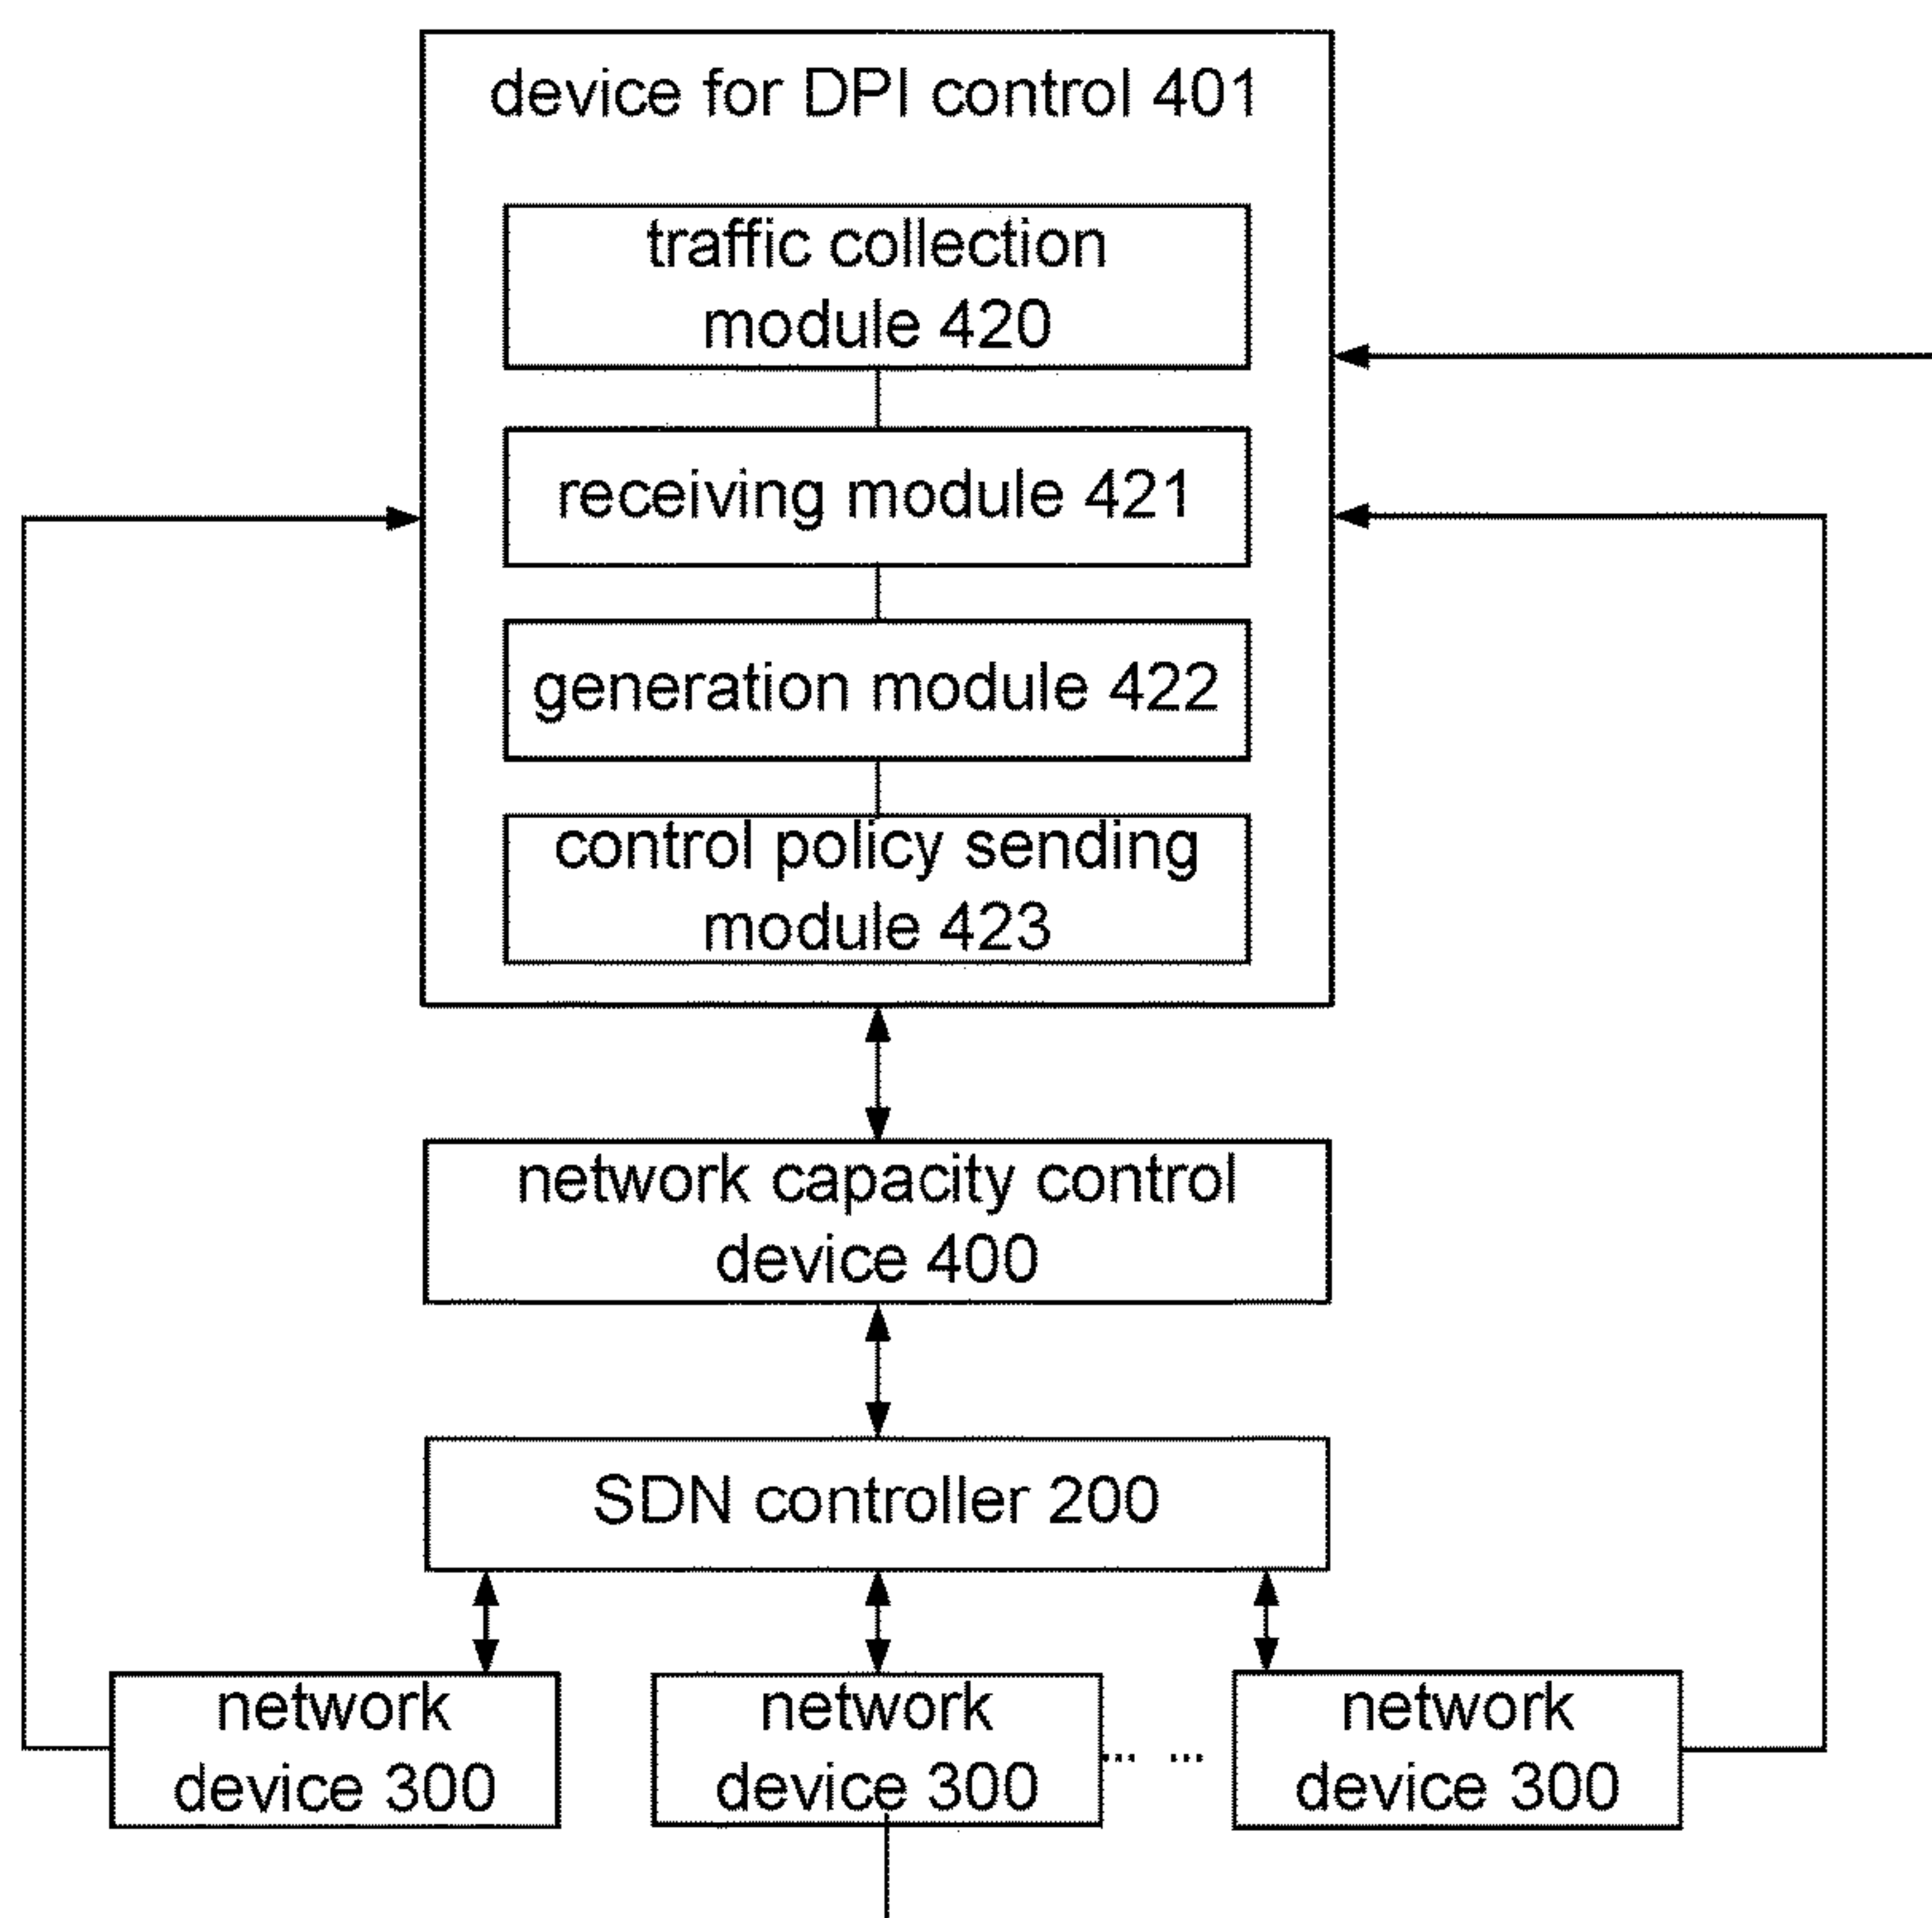 device for DPI control 401
traffic collection
module 420
receiving module 421
generation module 422
control policy sending
module 423
network capacity control
device 400
SDN controller 200
network
device 300
network
device 300
... ...
network
device 300